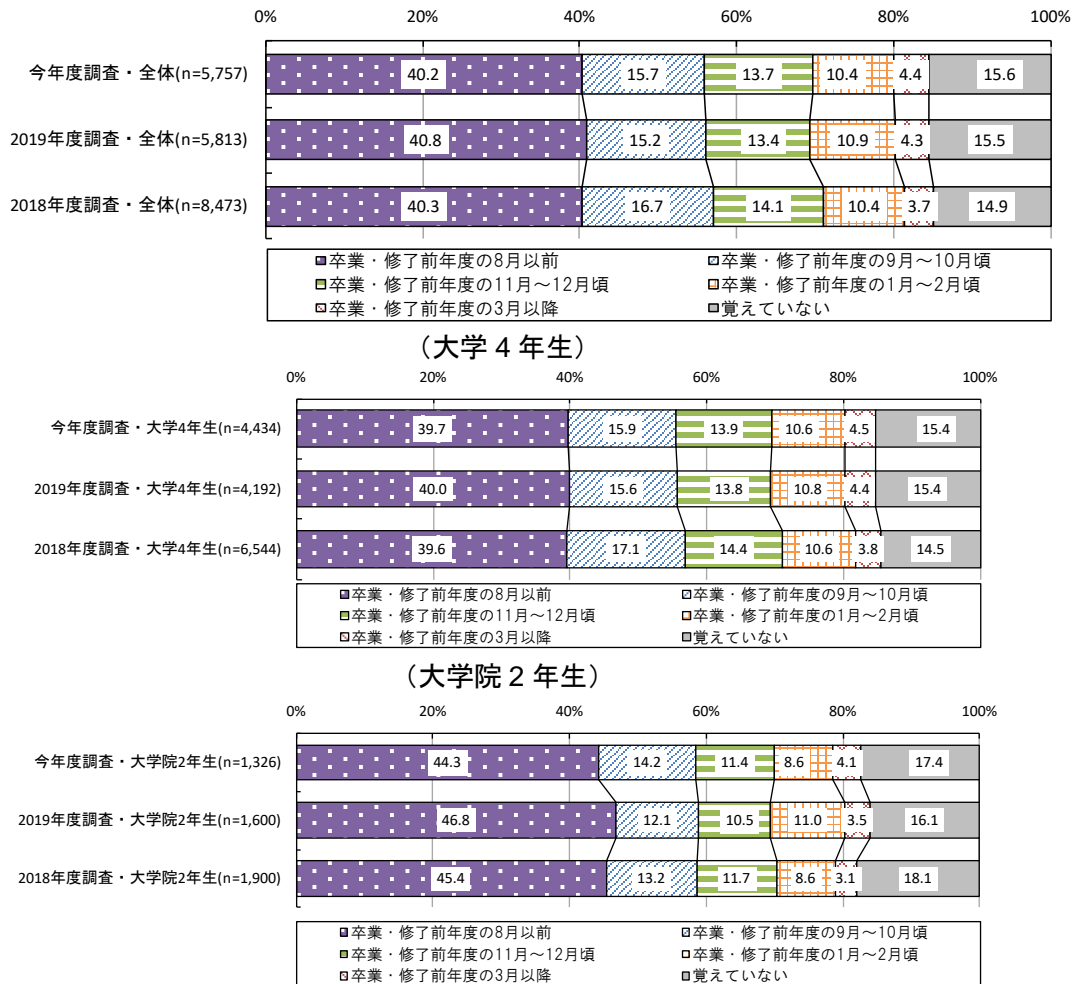 0% 20% 40% 60% 80% 100%
今年度調査・全体(n=5,757) 40.2 15.7 13.7 10.4 4.4 15.6
2019年度調査・全体(n=5,813) 40.8 15.2 13.4 10.9 4.3 15.5
2018年度調査・全体(n=8,473) 40.3 16.7 14.1 10.4 3.7 14.9
卒業・修了前年度の8月以前 卒業・修了前年度の9月～10月頃
卒業・修了前年度の11月～12月頃 卒業・修了前年度の1月～2月頃
卒業・修了前年度の3月以降 覚えていない
（大学４年生）
0% 20% 40% 60% 80% 100%
今年度調査・大学4年生(n=4,434) 39.7 15.9 13.9 10.6 4.5 15.4
2019年度調査・大学4年生(n=4,192) 40.0 15.6 13.8 10.8 4.4 15.4
2018年度調査・大学4年生(n=6,544) 39.6 17.1 14.4 10.6 3.8 14.5
卒業・修了前年度の8月以前 卒業・修了前年度の9月～10月頃
卒業・修了前年度の11月～12月頃 卒業・修了前年度の1月～2月頃
卒業・修了前年度の3月以降 覚えていない
（大学院２年生）
0% 20% 40% 60% 80% 100%
今年度調査・大学院2年生(n=1,326) 44.3 14.2 11.4 8.6 4.1 17.4
2019年度調査・大学院2年生(n=1,600) 46.8 12.1 10.5 11.0 3.5 16.1
2018年度調査・大学院2年生(n=1,900) 45.4 13.2 11.7 8.6 3.1 18.1
卒業・修了前年度の8月以前 卒業・修了前年度の9月～10月頃
卒業・修了前年度の11月～12月頃 卒業・修了前年度の1月～2月頃
卒業・修了前年度の3月以降 覚えていない